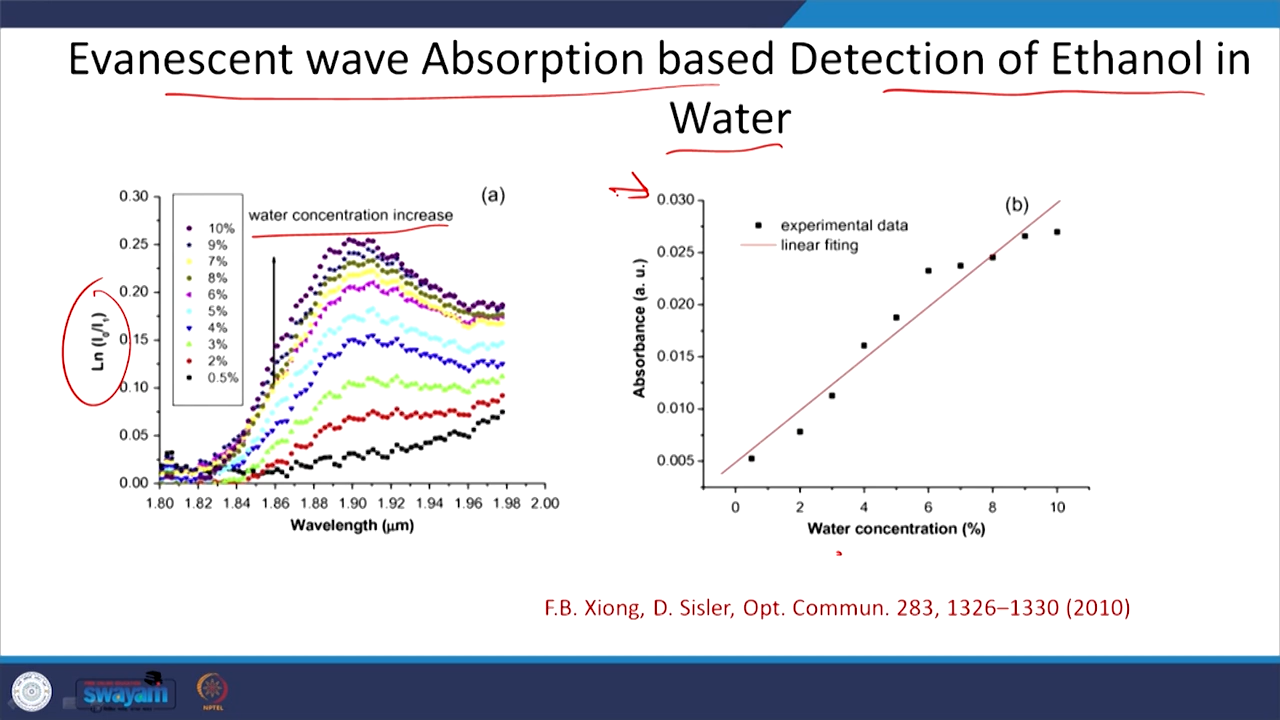 Evanescent wave Absorption based Detection of Ethanol in
Water
(a)
water concentration increase
10%
9%
7%
8%
6%
5%
4%
3%
2%
0.5%
Ln (I0/I1)
0.30
0.25
0.20
0.15
0.10
0.05
0.00
1.80 1.82 1.84 1.86 1.88 1.90 1.92 1.94 1.96 1.98 2.00
Wavelength (μm)
(b)
experimental data
linear fiting
Absorbance (a. u.)
0.030
0.025
0.020
0.015
0.010
0.005
0 2 4 6 8 10
Water concentration (%)
F.B. Xiong, D. Sisler, Opt. Commun. 283, 1326–1330 (2010)
swayam
NPTEL